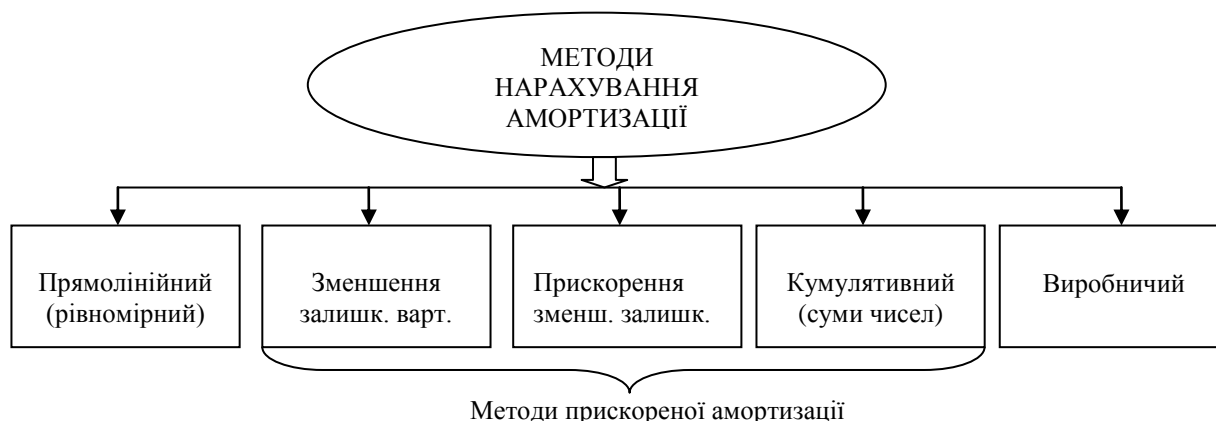 МЕТОДИ
НАРАХУВАННЯ
АМОРТИЗАЦІЇ
Прямолінійний
(рівномірний)
Зменшення
залишк. варт.
Прискорення
зменш. залишк.
Кумулятивний
(суми чисел)
Виробничий
Методи прискореної амортизації